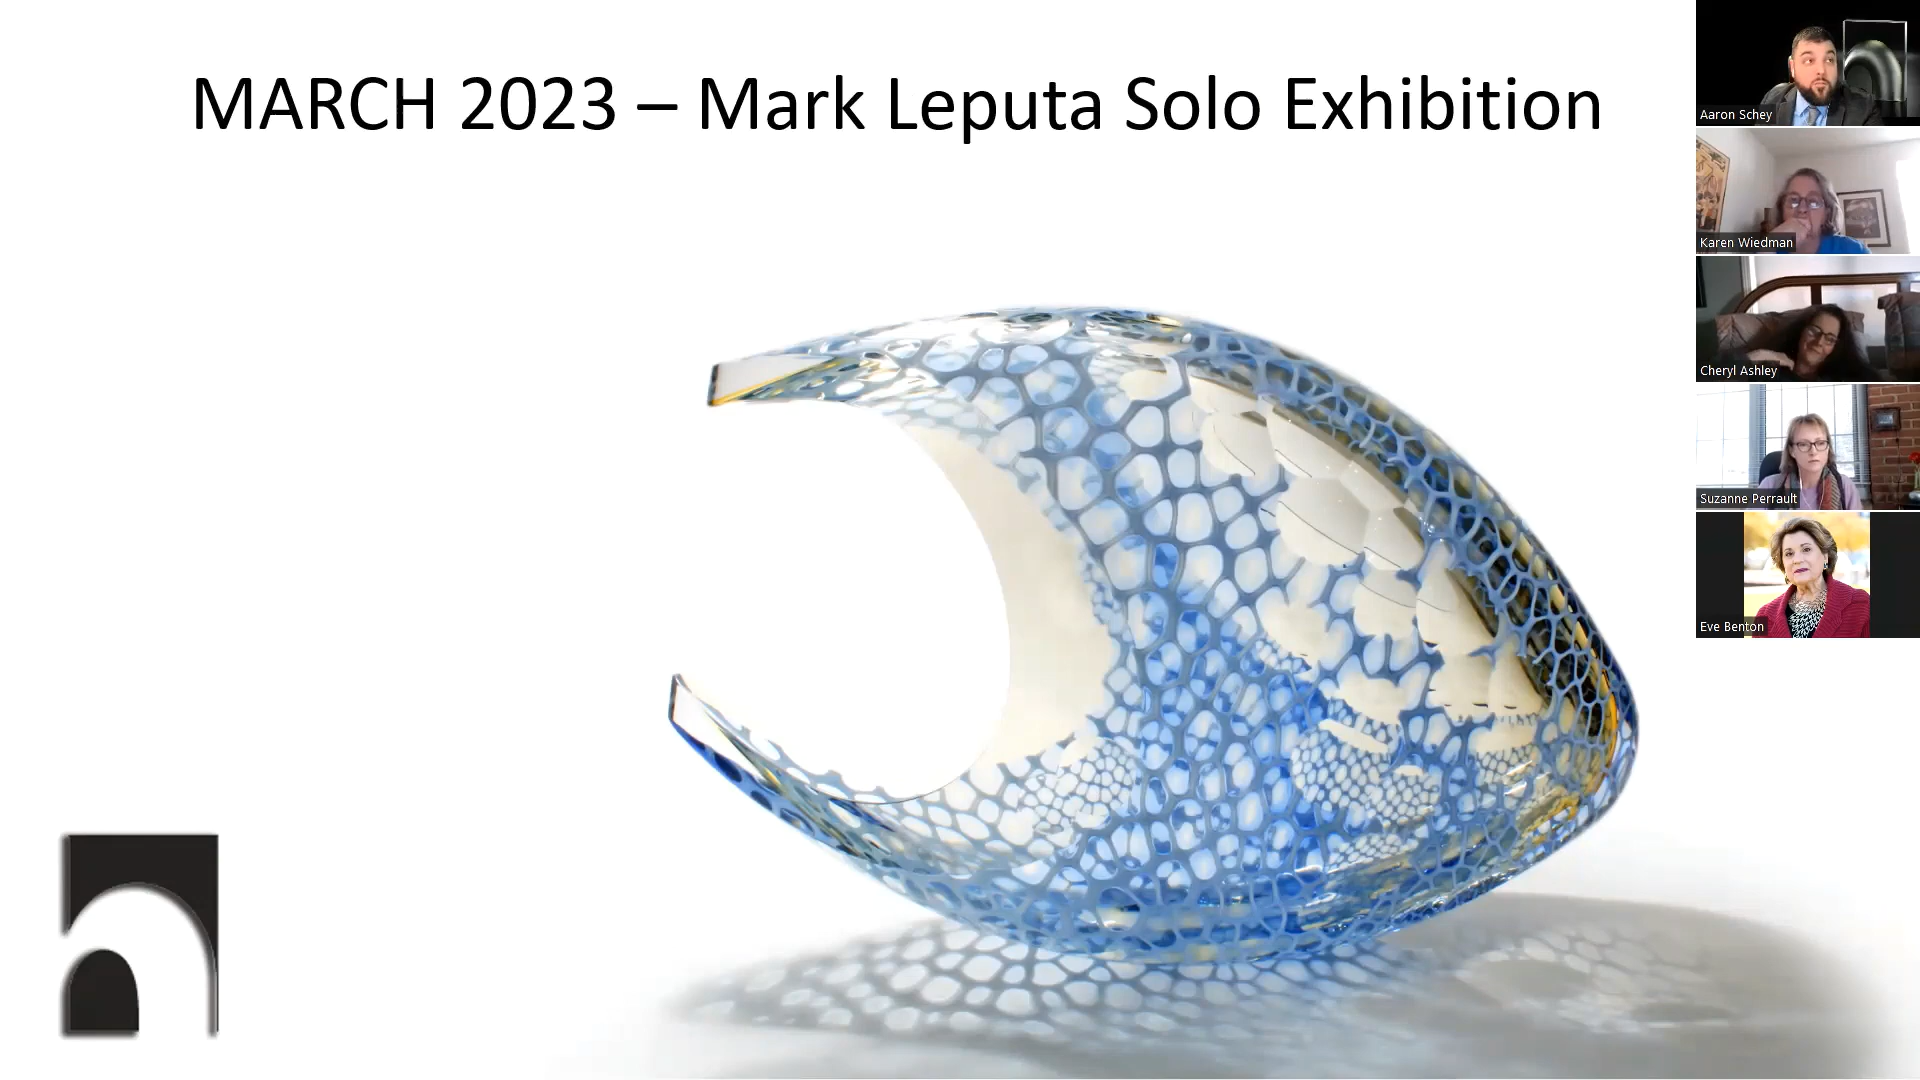 MARCH 2023 – Mark Leputa Solo Exhibition
Aaron Schey
Karen Wiedman
Cheryl Ashley
Suzanne Perrault
Eve Benton